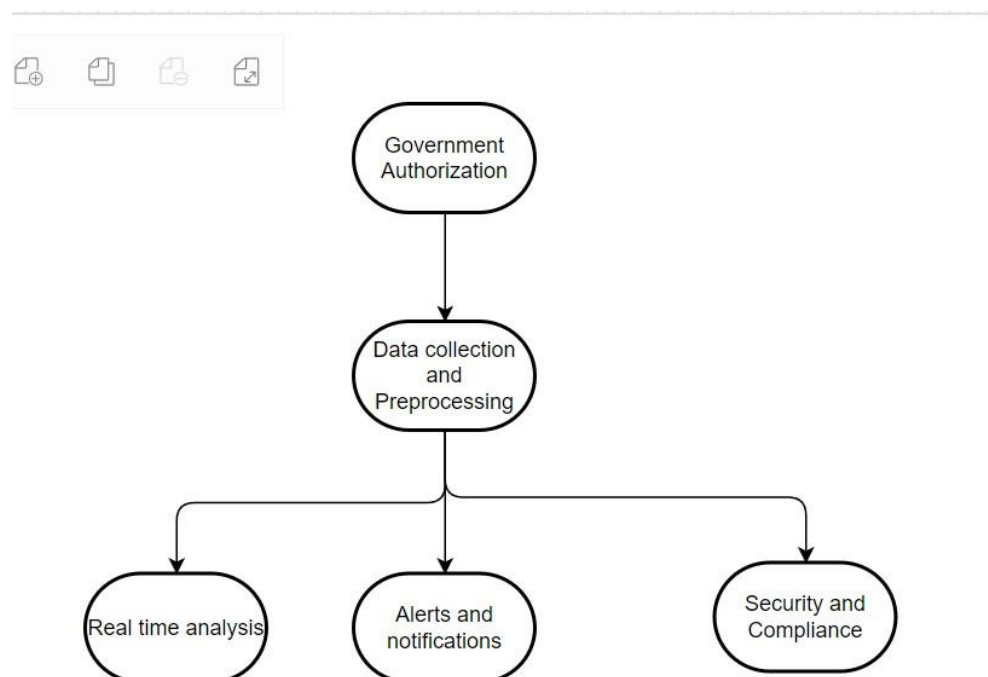 Government
Authorization
Data collection
and
Preprocessing
Real time analysis
Alerts and
notifications
Security and
Compliance